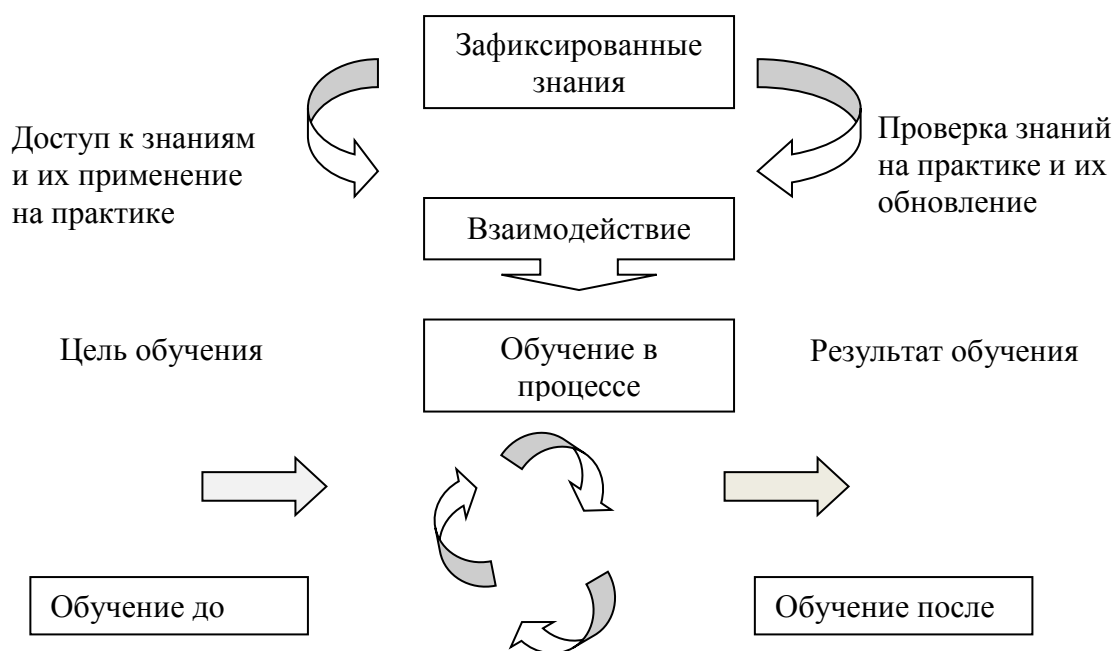 Зафиксированные
знания
Доступ к знаниям
и их применение
на практике
Проверка знаний
на практике и их
обновление
Взаимодействие
Цель обучения
Обучение в
процессе
Результат обучения
Обучение до
Обучение после